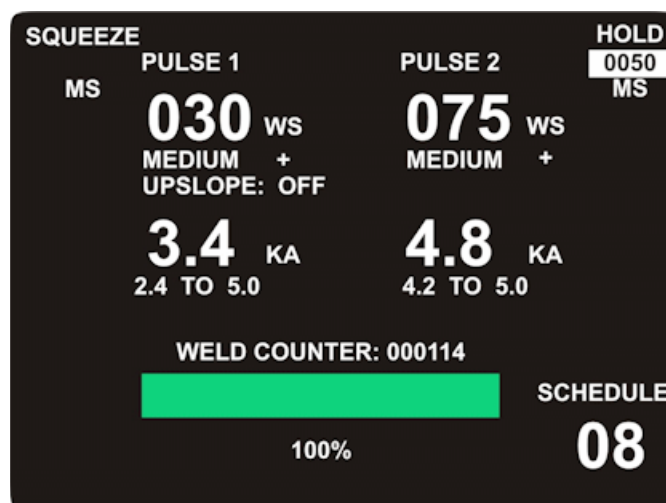 SQUEEZE
HOLD
PULSE 1
PULSE 2
0050
MS
MS
030 WS
075 WS
MEDIUM +
MEDIUM +
UPSLOPE: OFF
3.4 KA
4.8 KA
2.4 TO 5.0
4.2 TO 5.0
WELD COUNTER: 000114
SCHEDULE
100%
08